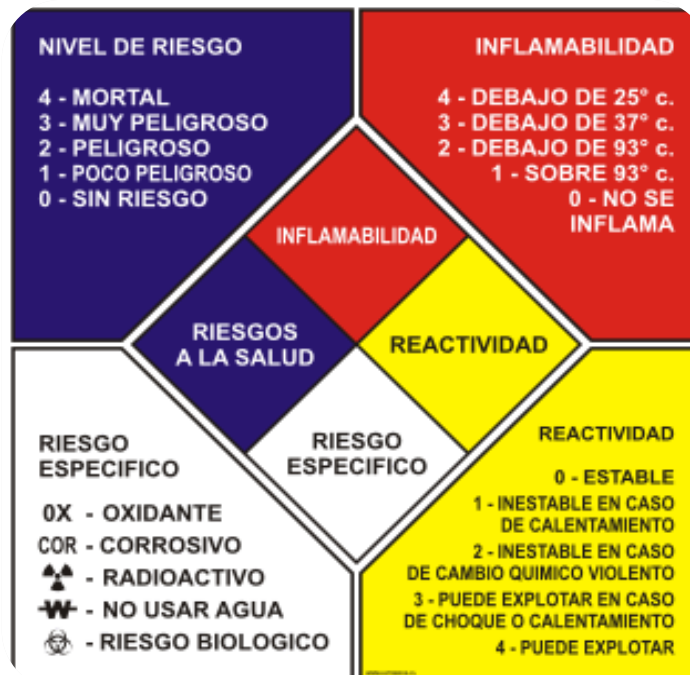 NIVEL DE RIESGO
4 - MORTAL
3 - MUY PELIGROSO
2 - PELIGROSO
1 - POCO PELIGROSO
0 - SIN RIESGO
INFLAMABILIDAD
4 - DEBAJO DE 25° c.
3 - DEBAJO DE 37° c.
2 - DEBAJO DE 93° c.
1 - SOBRE 93° c.
0 - NO SE
INFLAMA
INFLAMABILIDAD
RIESGOS
A LA SALUD
REACTIVIDAD
RIESGO
ESPECIFICO
RIESGO
ESPECIFICO
0X - OXIDANTE
COR - CORROSIVO
- RADIOACTIVO
W - NO USAR AGUA
- RIESGO BIOLOGICO
REACTIVIDAD
0 - ESTABLE
1 - INESTABLE EN CASO
DE CALENTAMIENTO
2 - INESTABLE EN CASO
DE CAMBIO QUIMICO VIOLENTO
3 - PUEDE EXPLOTAR EN CASO
DE CHOQUE O CALENTAMIENTO
4 - PUEDE EXPLOTAR